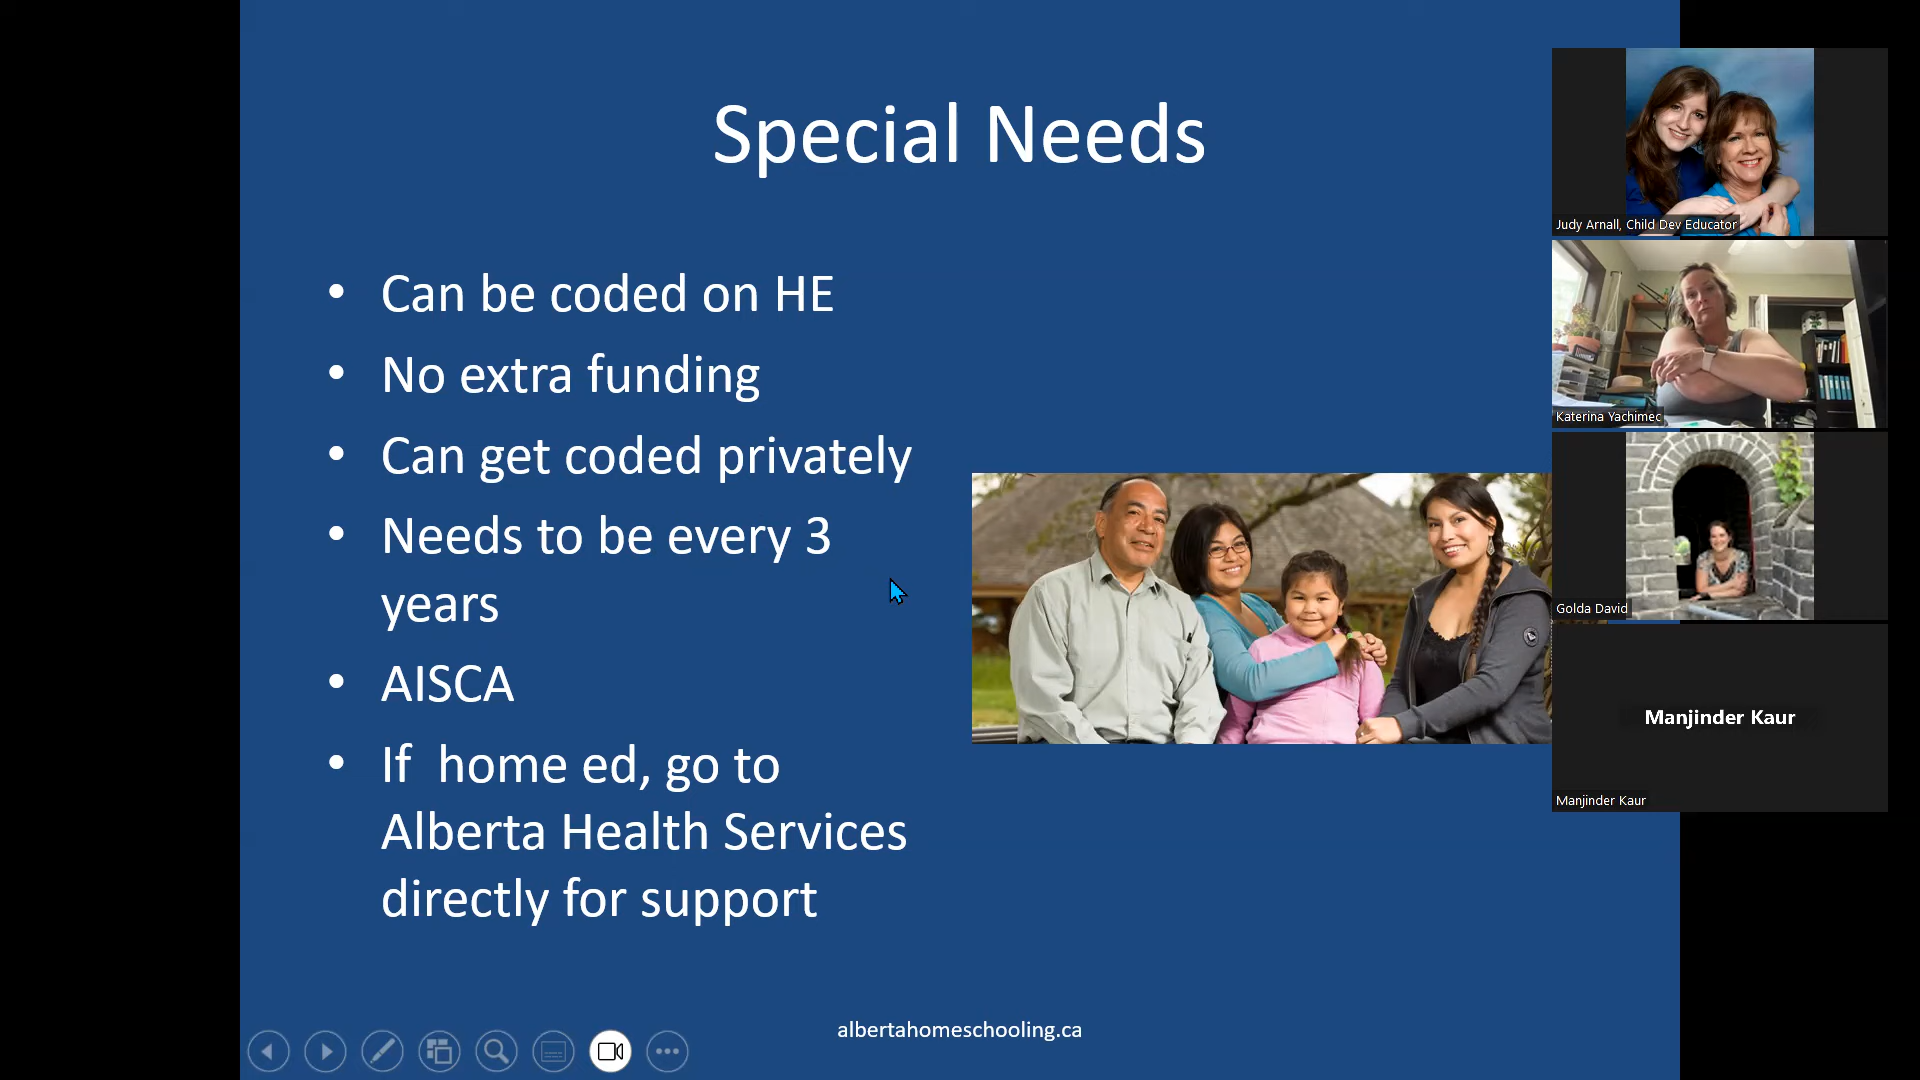 Special Needs
• Can be coded on HE
• No extra funding
• Can get coded privately
• Needs to be every 3
years
• AISCA
• If  home ed, go to
Alberta Health Services
directly for support
albertahomeschooling.ca
Judy Arnall, Child Dev Educator
Katerina Yachimec
Golda David
Manjinder Kaur
Manjinder Kaur